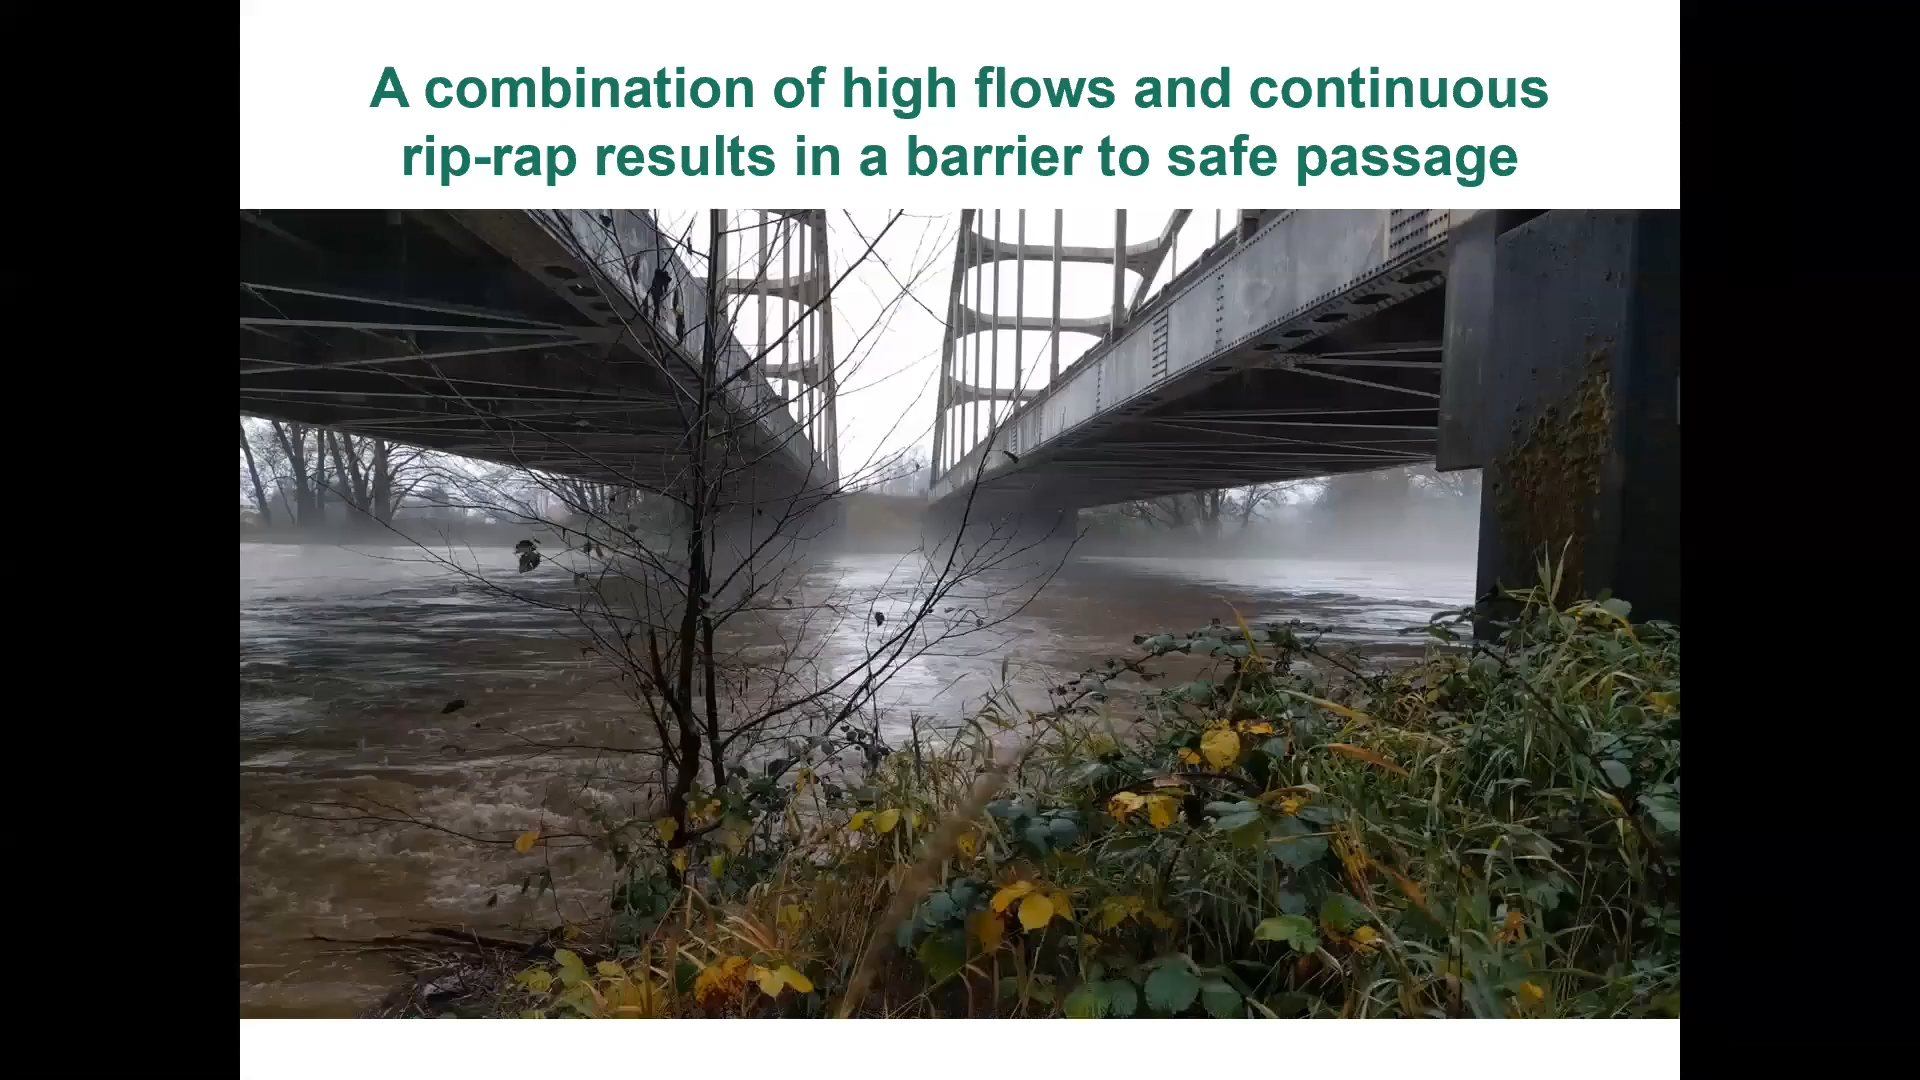 A combination of high flows and continuous
rip-rap results in a barrier to safe passage